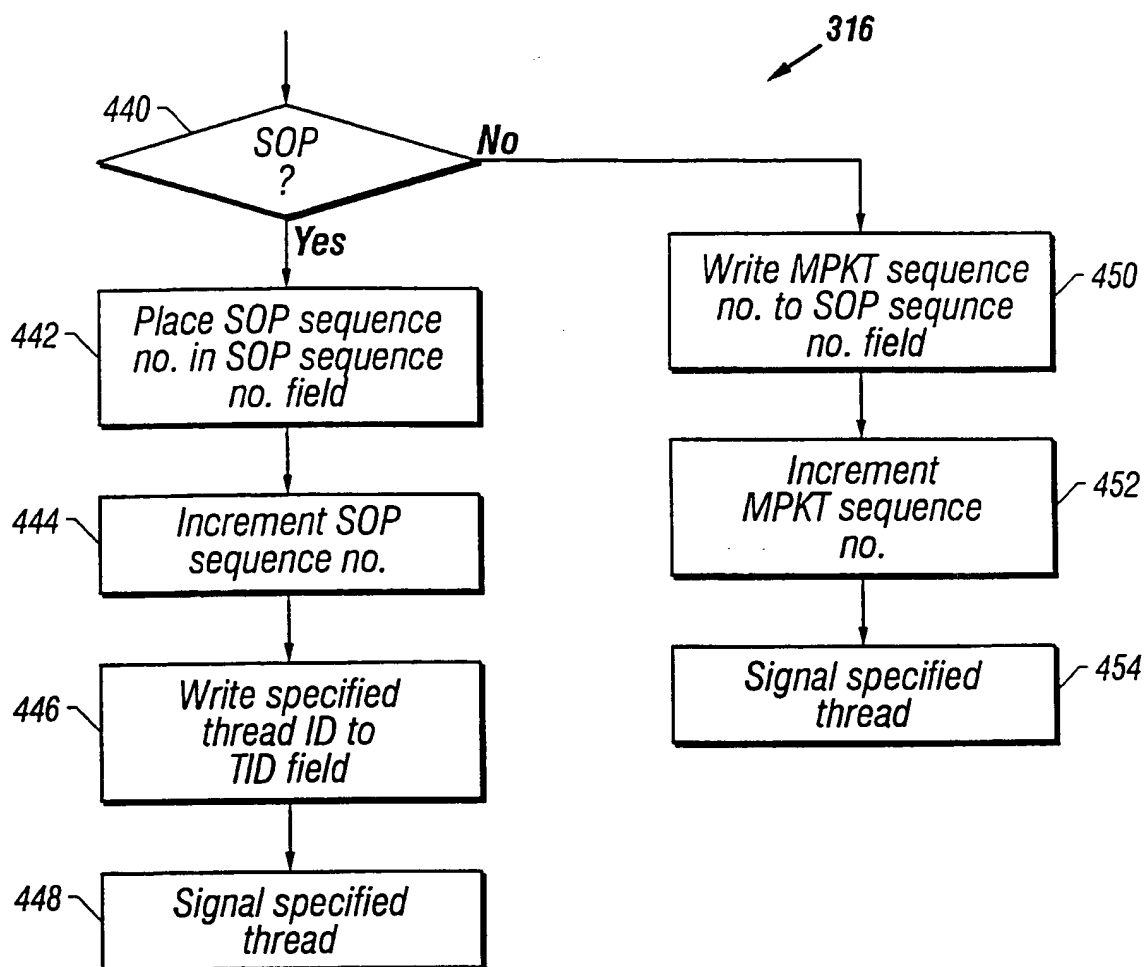 316
440
SOP
?
No
Yes
442
Place SOP sequence
no. in SOP sequence
no. field
444
Increment SOP
sequence no.
446
Write specified
thread ID to
TID field
448
Signal specified
thread
Write MPKT sequence
no. to SOP sequnce
no. field
450
Increment
MPKT sequence
no.
452
Signal specified
thread
454